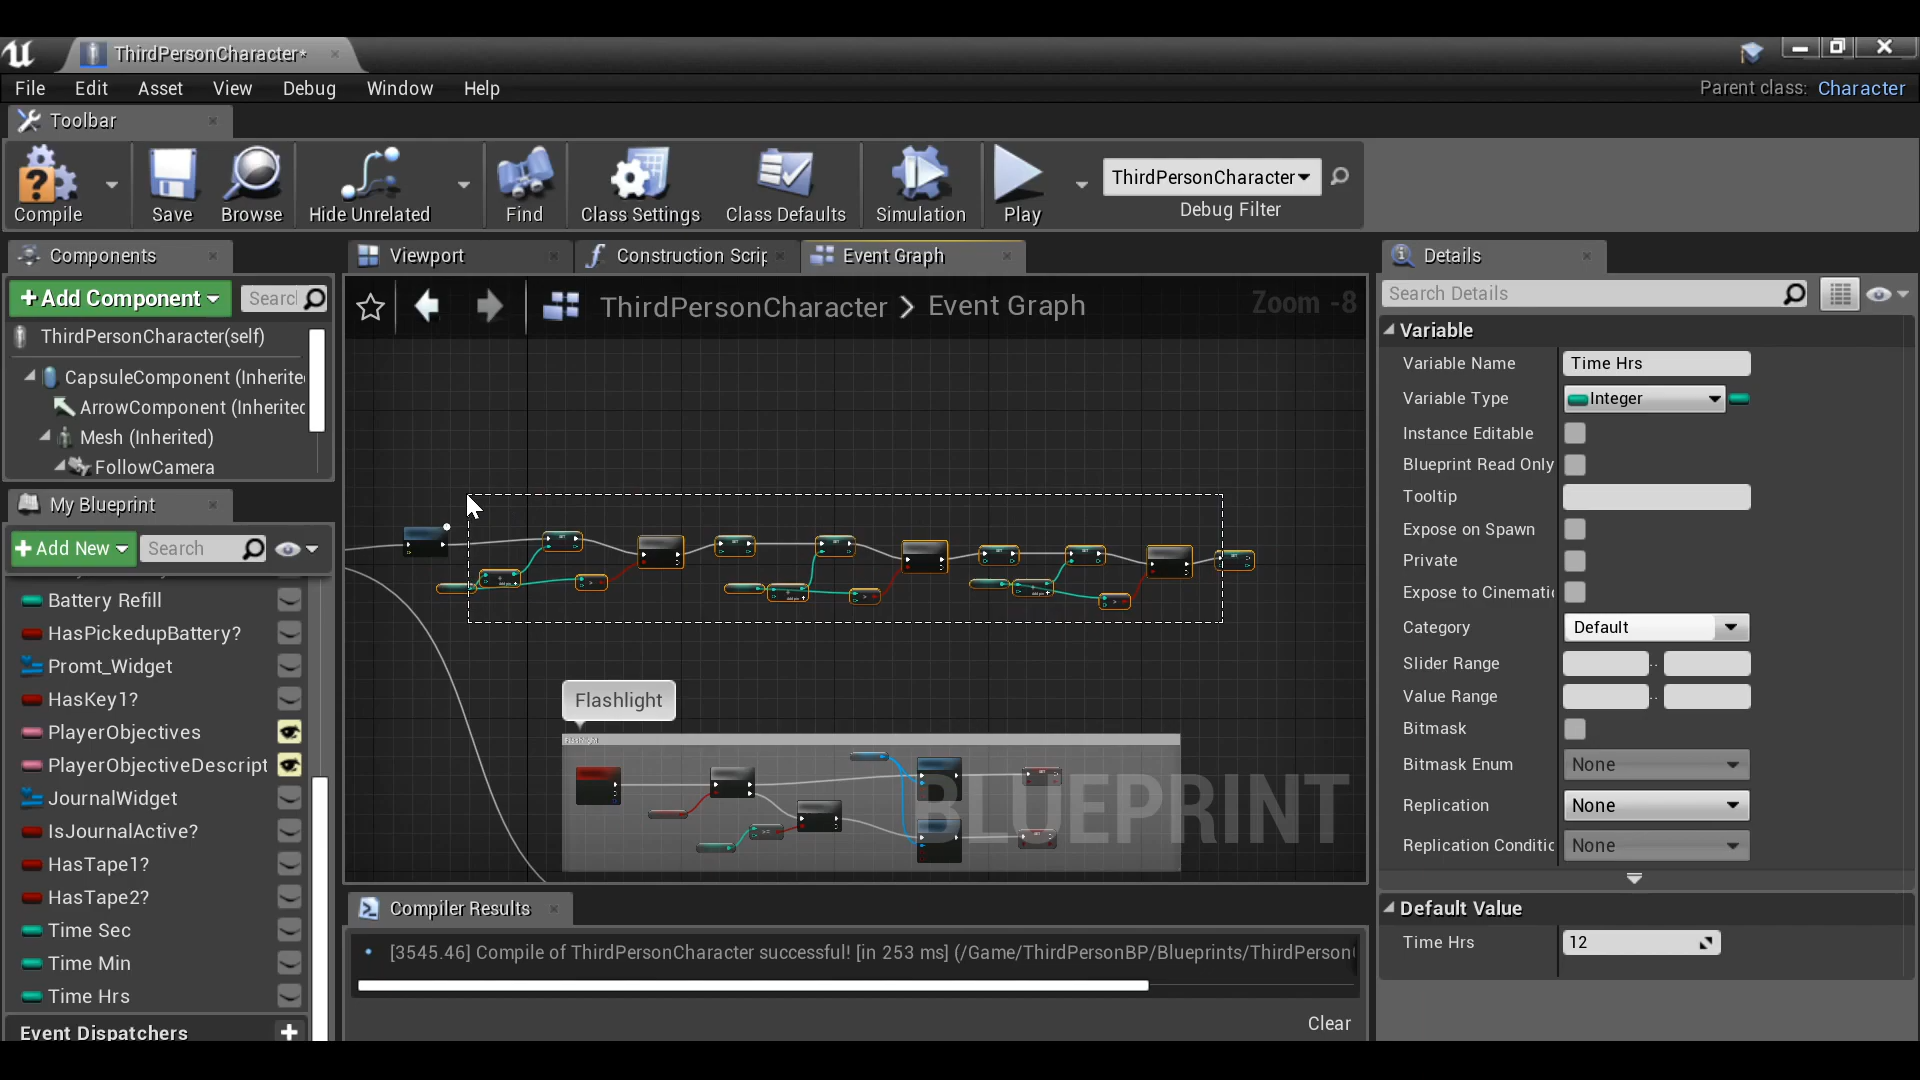 ThirdPersonCharacter*
File Edit Asset View Debug Window Help
Parent class: Character
Toolbar
Compile
Save
Browse
Hide Unrelated
Find
Class Settings
Class Defaults
Simulation
Play
ThirdPersonCharacter
Debug Filter
Components
Add Component
Search
ThirdPersonCharacter(self)
CapsuleComponent (Inherite
ArrowComponent (Inherited
Mesh (Inherited)
FollowCamera
My Blueprint
Add New
Search
Battery Refill
HasPickedupBattery?
Promt_Widget
HasKey1?
PlayerObjectives
PlayerObjectiveDescript
JournalWidget
IsJournalActive?
HasTape1?
HasTape2?
Time Sec
Time Min
Time Hrs
Event Dispatchers
Viewport
Construction Scrip
Event Graph
ThirdPersonCharacter > Event Graph
Zoom -8
Flashlight
BLUEPRINT
Compiler Results
[3545.46] Compile of ThirdPersonCharacter successful! [in 253 ms] (/Game/ThirdPersonBP/Blueprints/ThirdPerson
Clear
Details
Search Details
Variable
Variable Name Time Hrs
Variable Type Integer
Instance Editable
Blueprint Read Only
Tooltip
Expose on Spawn
Private
Expose to Cinematic
Category Default
Slider Range
Value Range
Bitmask
Bitmask Enum None
Replication None
Replication Conditic None
Default Value
Time Hrs 12